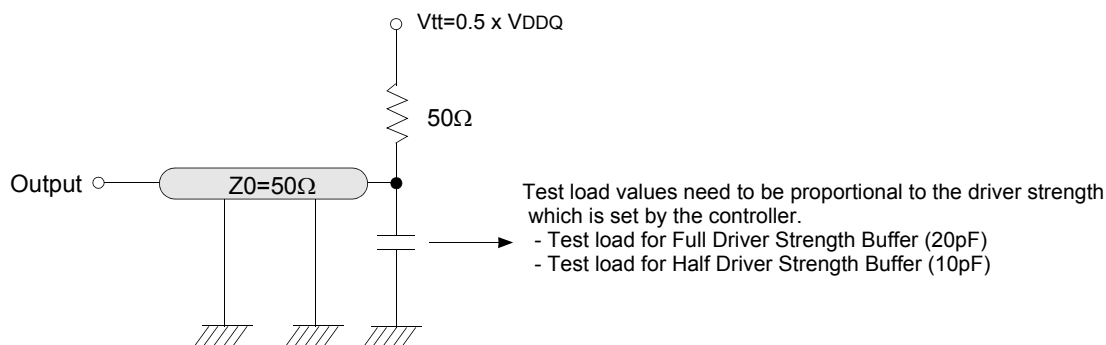 Vtt=0.5 x VDDQ
50Ω
Output
Z0=50Ω
Test load values need to be proportional to the driver strength
which is set by the controller.
- Test load for Full Driver Strength Buffer (20pF)
- Test load for Half Driver Strength Buffer (10pF)